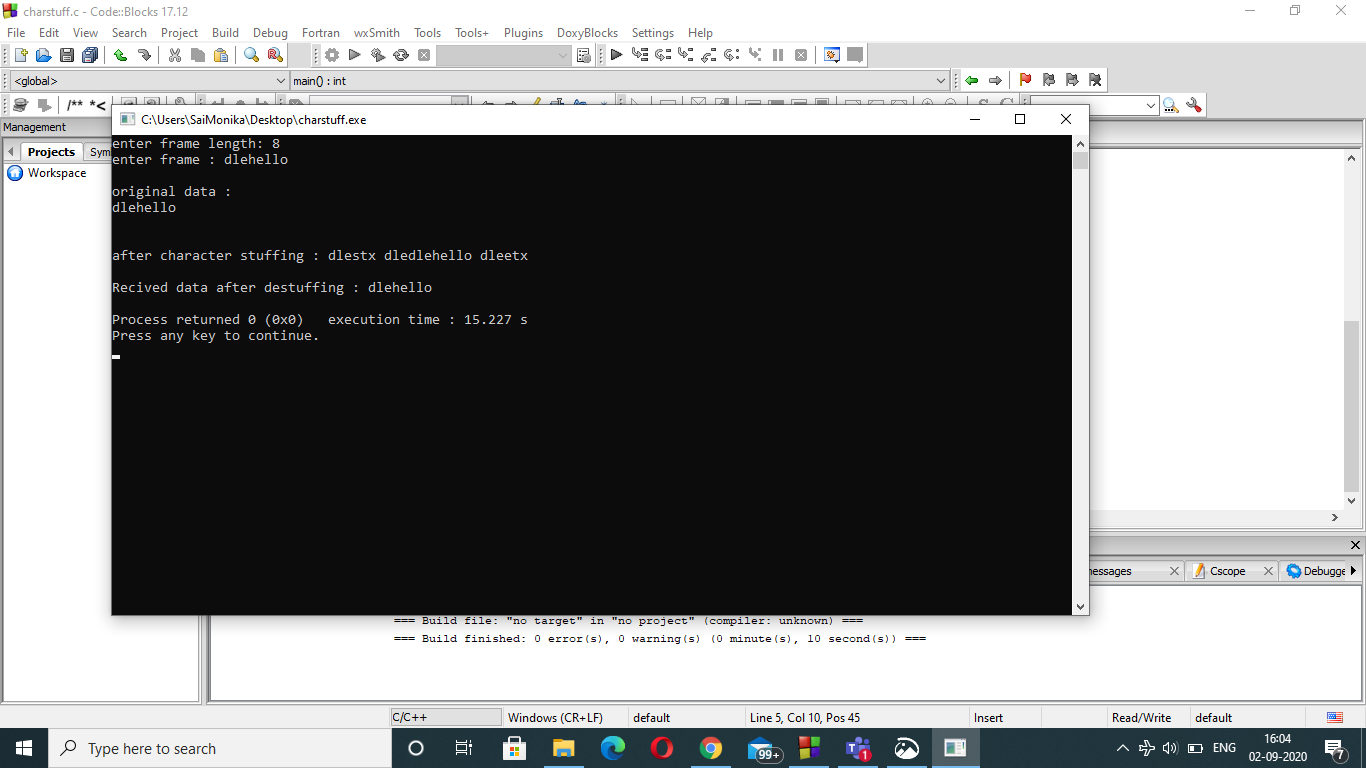 charstuff.c - Code::Blocks 17.12
File Edit View Search Project Build Debug Fortran wxSmith Tools Tools+ Plugins DoxyBlocks Settings Help
<global> main() : int
/** *<
Management
C:\Users\SaiMonika\Desktop\charstuff.exe
Projects Sym
Workspace
enter frame length: 8
enter frame : dlehello
original data :
dlehello
after character stuffing : dlestx dledlehello dleetx
Recived data after destuffing : dlehello
Process returned 0 (0x0) execution time : 15.227 s
Press any key to continue.
essages Cscope Debugge
=== Build file: "no target" in "no project" (compiler: unknown) ===
=== Build finished: 0 error(s), 0 warning(s) (0 minute(s), 10 second(s)) ===
C/C++ Windows (CR+LF) default Line 5, Col 10, Pos 45 Insert Read/Write default
Type here to search
99+
1
ENG
16:04
02-09-2020
7